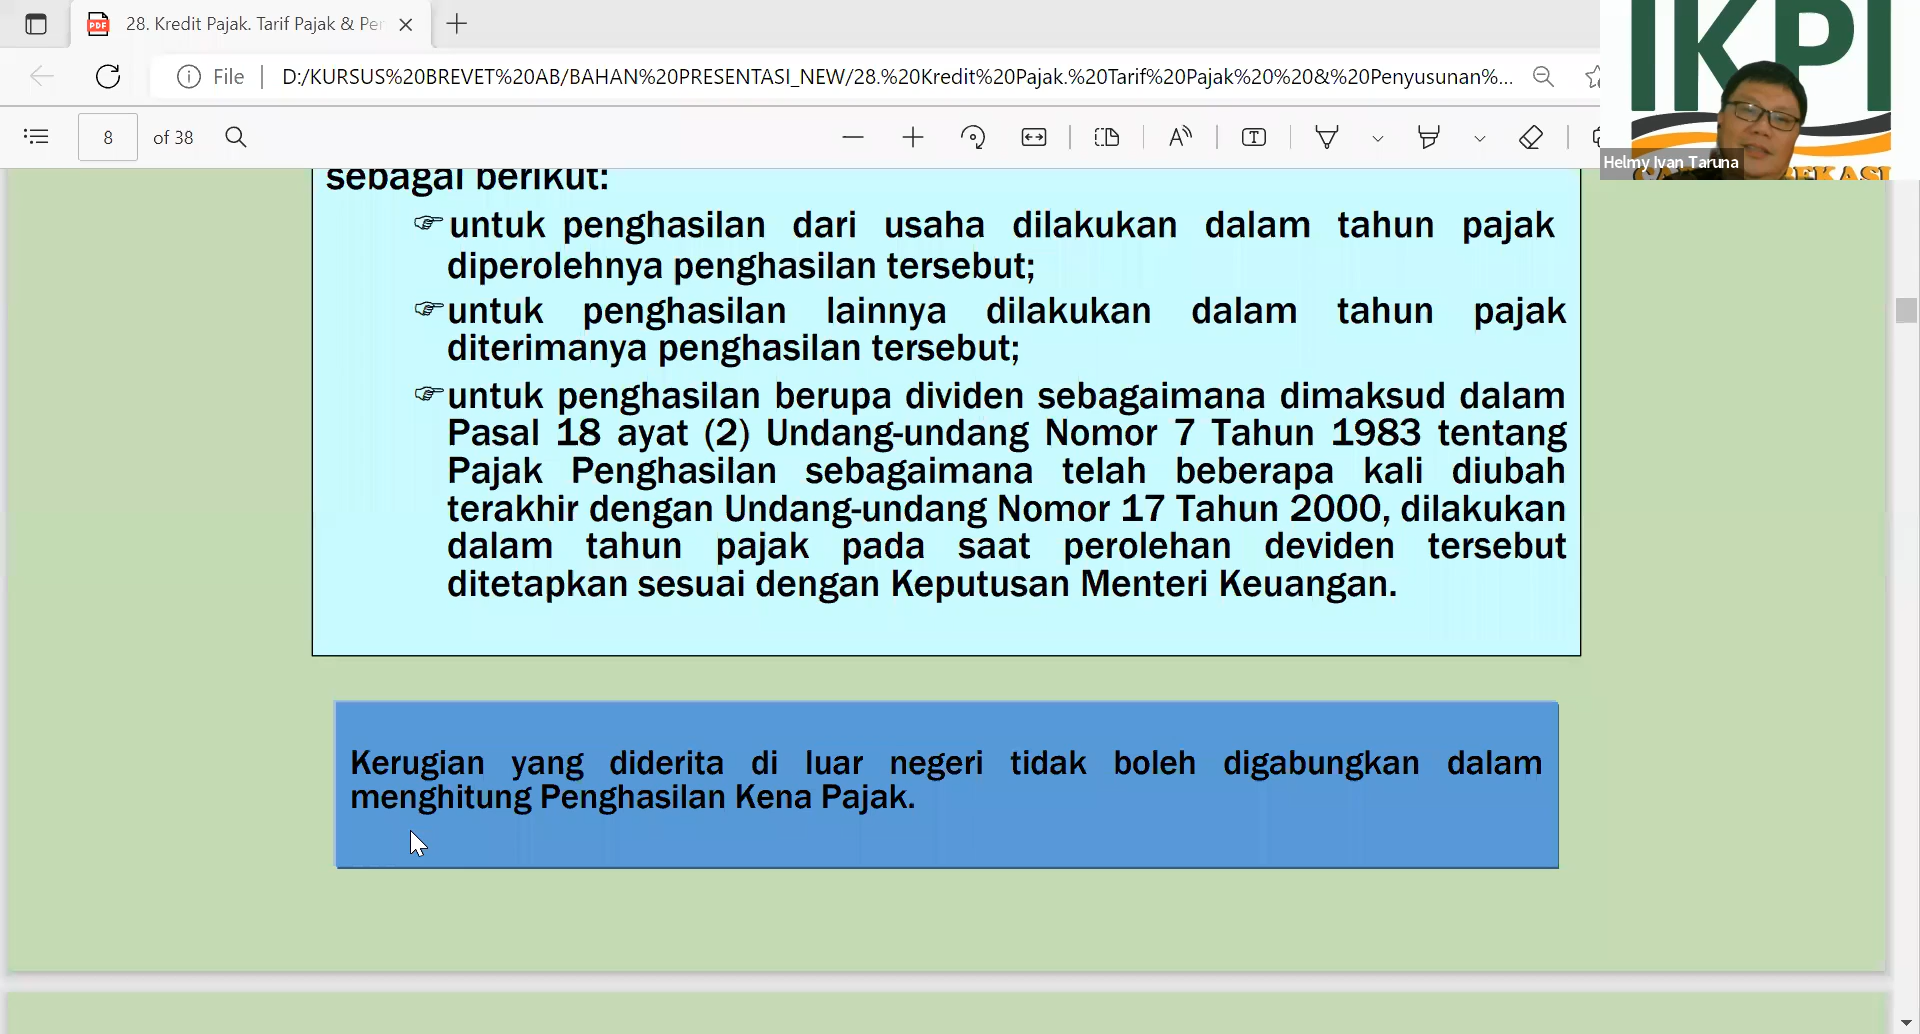 28. Kredit Pajak. Tarif Pajak & Per
File
D:/KURSUS%20BREVET%20AB/BAHAN%20PRESENTASI_NEW/28.%20Kredit%20Pajak.%20Tarif%20Pajak%20%20&%20Penyusunan%...
8 of 38
IKPI
Helmy Ivan Taruna
sebagai berikut:
☞untuk penghasilan dari usaha dilakukan dalam tahun pajak
diperolehnya penghasilan tersebut;
☞untuk penghasilan lainnya dilakukan dalam tahun pajak
diterimanya penghasilan tersebut;
☞untuk penghasilan berupa dividen sebagaimana dimaksud dalam
Pasal 18 ayat (2) Undang-undang Nomor 7 Tahun 1983 tentang
Pajak Penghasilan sebagaimana telah beberapa kali diubah
terakhir dengan Undang-undang Nomor 17 Tahun 2000, dilakukan
dalam tahun pajak pada saat perolehan deviden tersebut
ditetapkan sesuai dengan Keputusan Menteri Keuangan.
Kerugian yang diderita di luar negeri tidak boleh digabungkan dalam
menghitung Penghasilan Kena Pajak.